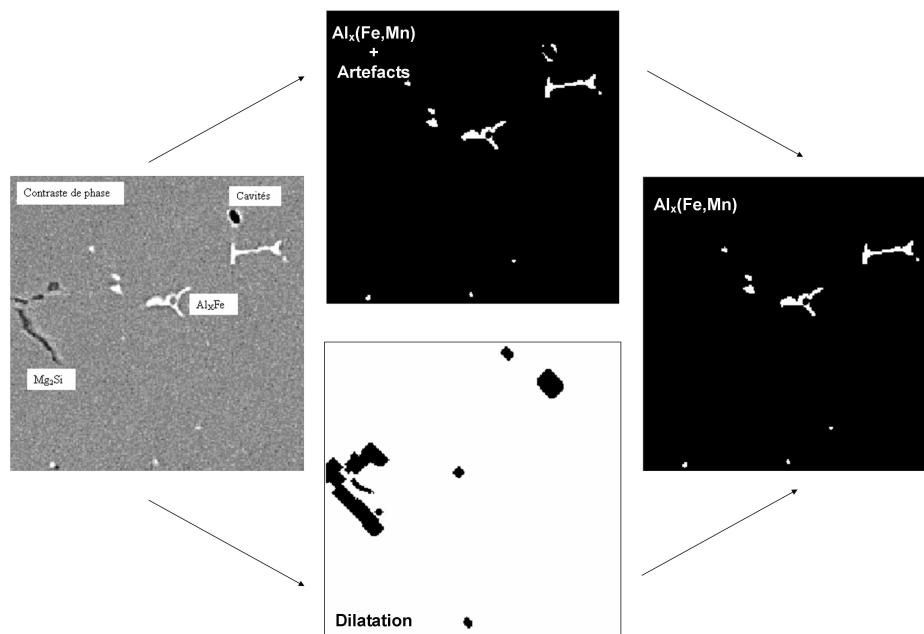 Alx(Fe,Mn)
+
Artefacts
Contraste de phase
Cavités
AlxFe
Mg2Si
Alx(Fe,Mn)
Dilatation